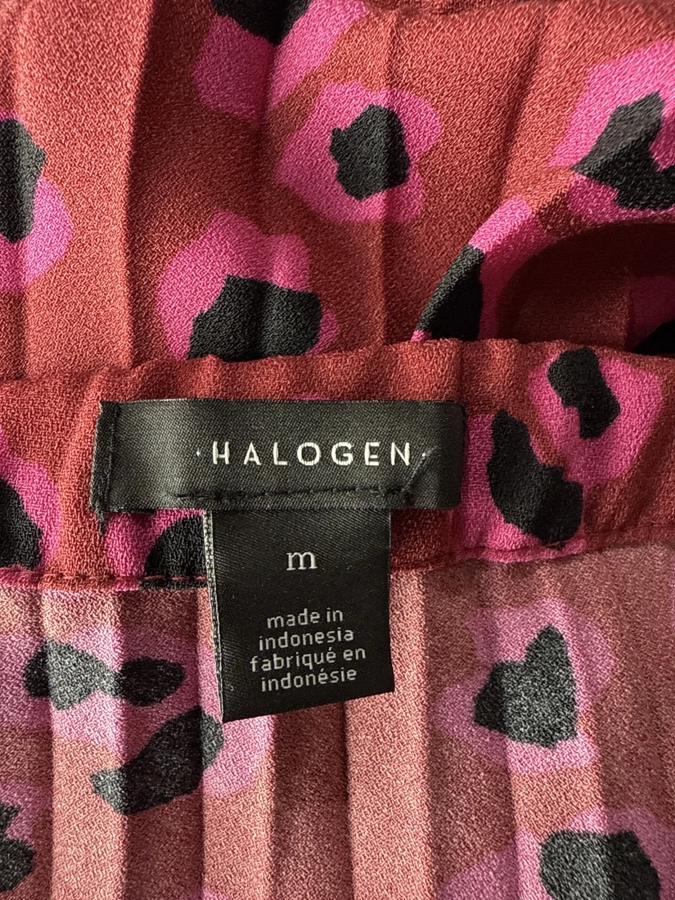 ·HALOGEN·
m
made in
indonesia
fabriqué en
indonésie